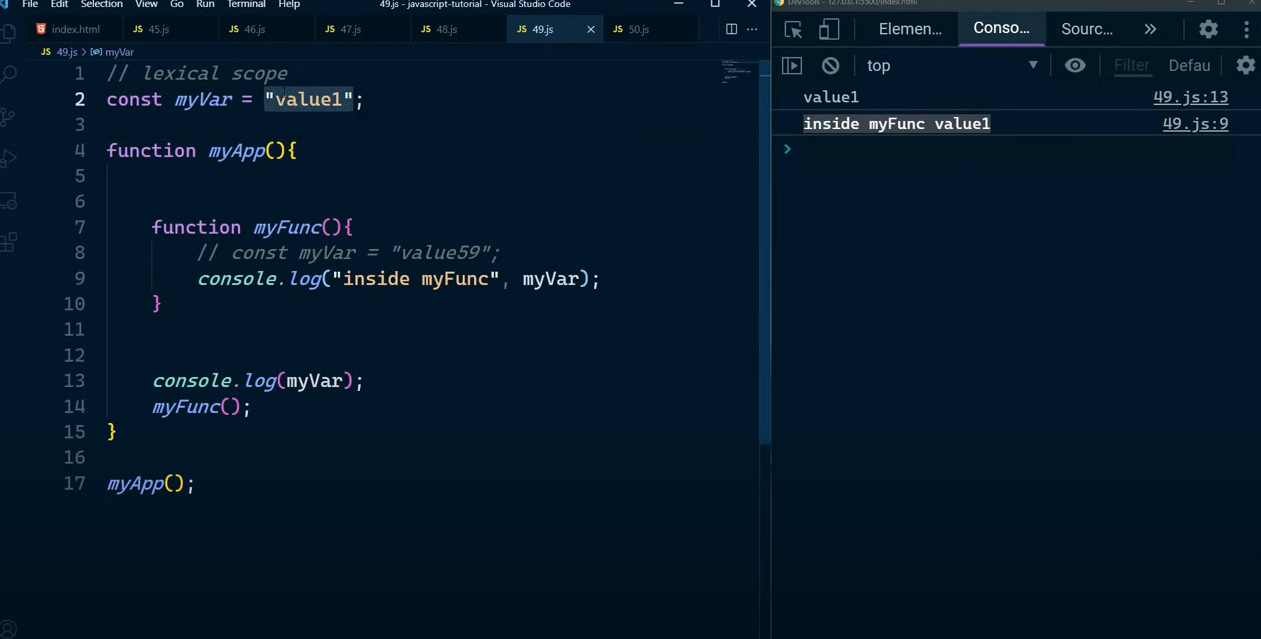 File Edit Selection View Go Run Terminal Help 49.js - javascript-tutorial - Visual Studio Code
index.html JS 45.js JS 46.js JS 47.js JS 48.js JS 49.js JS 50.js
JS 49.js > myVar
1 // lexical scope
2 const myVar = "value1";
3
4 function myApp(){
5
6
7 function myFunc(){
8 // const myVar = "value59";
9 console.log("inside myFunc", myVar);
10 }
11
12
13 console.log(myVar);
14 myFunc();
15 }
16
17 myApp();
DevTools - 127.0.0.1:5500/index.html
Elemen... Conso... Sourc...
top Filter Defau
value1 49.js:13
inside myFunc value1 49.js:9